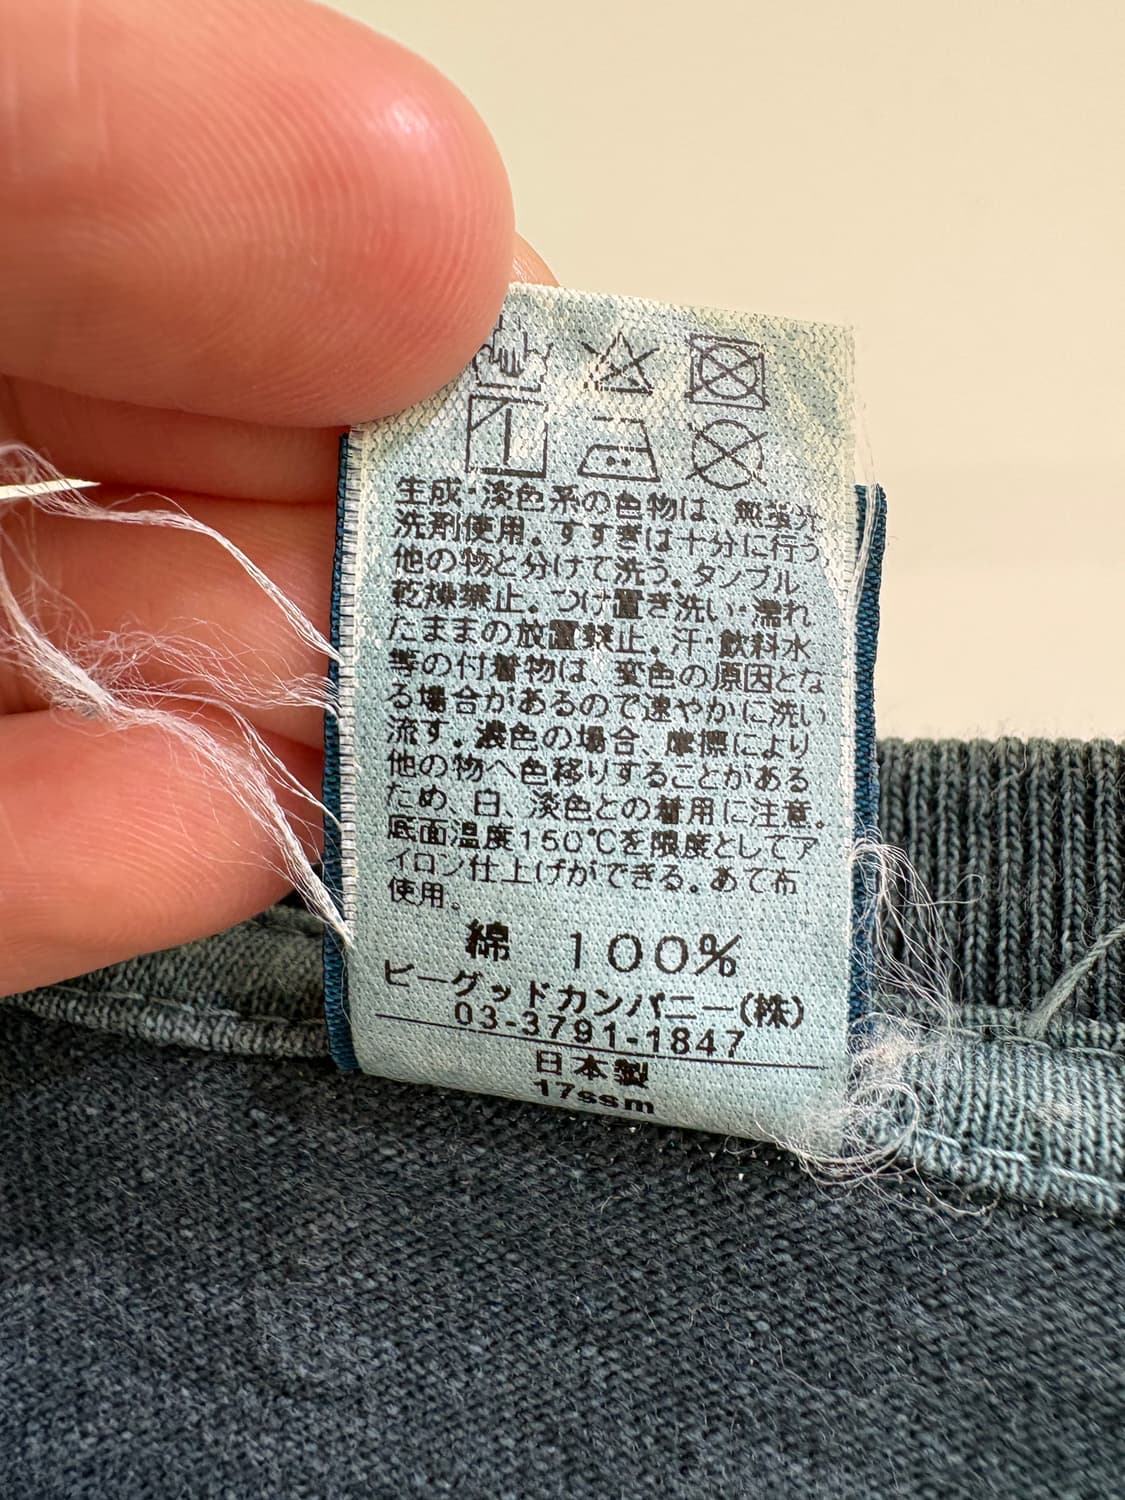 生成・淡色系の色物は、無蛍光
洗剤使用。すすぎは十分に行う
他の物と分けて洗う。タンブル
乾燥禁止。つけ置き洗い・濡れ
たままの放置禁止。汗・飲料水
等の付着物は、変色の原因とな
る場合があるので速やかに洗い
流す。濃色の場合、摩擦により
他の物へ色移りすることがある
ため、白、淡色との着用に注意。
底面温度150℃を限度としてア
イロン仕上げができる。あて布
使用。
綿 100%
ビーグッドカンパニー(株)
03-3791-1847
日本製
17ssm